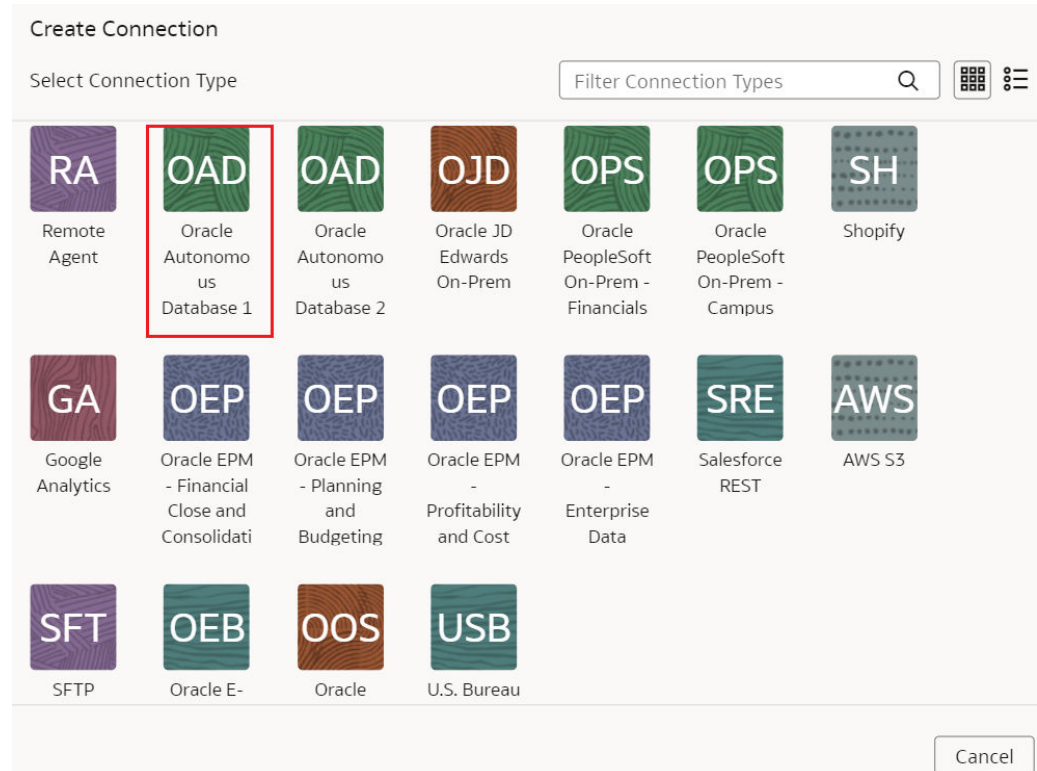 Create Connection
Select Connection Type
Filter Connection Types
RA
OAD
OAD
OJD
OPS
OPS
SH
Remote
Agent
Oracle
Autonomo
us
Database 1
Oracle
Autonomo
us
Database 2
Oracle JD
Edwards
On-Prem
Oracle
PeopleSoft
On-Prem -
Financials
Oracle
PeopleSoft
On-Prem -
Campus
Shopify
GA
OEP
OEP
OEP
OEP
SRE
AWS
Google
Analytics
Oracle EPM
- Financial
Close and
Consolidati
Oracle EPM
- Planning
and
Budgeting
Oracle EPM
-
Profitability
and Cost
Oracle EPM
-
Enterprise
Data
Salesforce
REST
AWS S3
SFT
OEB
OOS
USB
SFTP
Oracle E-
Oracle
U.S. Bureau
Cancel